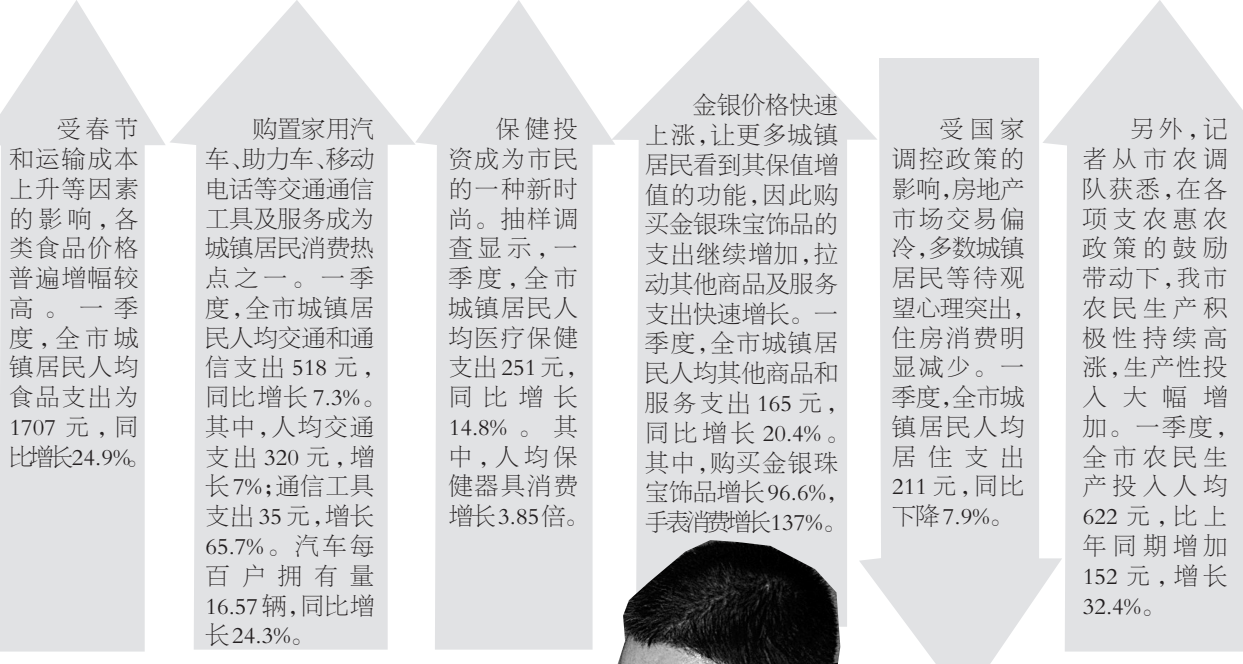 受春节
和运输成本
上升等因素
的影响,各
类食品价格
普遍增幅较
高。一季
度,全市城
镇居民人均
食品支出为
1707元,同
比增长24.9%。
购置家用汽
车、助力车、移动
电话等交通通信
工具及服务成为
城镇居民消费热
点之一。一季
度,全市城镇居
民人均交通和通
信支出518元,
同比增长7.3%。
其中,人均交通
支出320元,增
长7%;通信工具
支出35元,增长
65.7%。汽车每
百户拥有量
16.57辆,同比增
长24.3%。
保健投
资成为市民
的一种新时
尚。抽样调
查显示,一
季度,全市
城镇居民人
均医疗保健
支出251元,
同比增长
14.8%。其
中,人均保
健器具消费
增长3.85倍。
金银价格快速
上涨,让更多城镇
居民看到其保值增
值的功能,因此购
买金银珠宝饰品的
支出继续增加,拉
动其他商品及服务
支出快速增长。一
季度,全市城镇居
民人均其他商品和
服务支出165元,
同比增长20.4%。
其中,购买金银珠
宝饰品增长96.6%,
手表消费增长137%。
受国家
调控政策的
影响,房地产
市场交易偏
冷,多数城镇
居民等待观
望心理突出,
住房消费明
显减少。一
季度,全市城
镇居民人均
居住支出
211元,同比
下降7.9%。
另外,记
者从市农调
队获悉,在各
项支农惠农
政策的鼓励
带动下,我市
农民生产积
极性持续高
涨,生产性投
入大幅增
加。一季度,
全市农民生
产投入人均
622元,比上
年同期增加
152元,增长
32.4%。